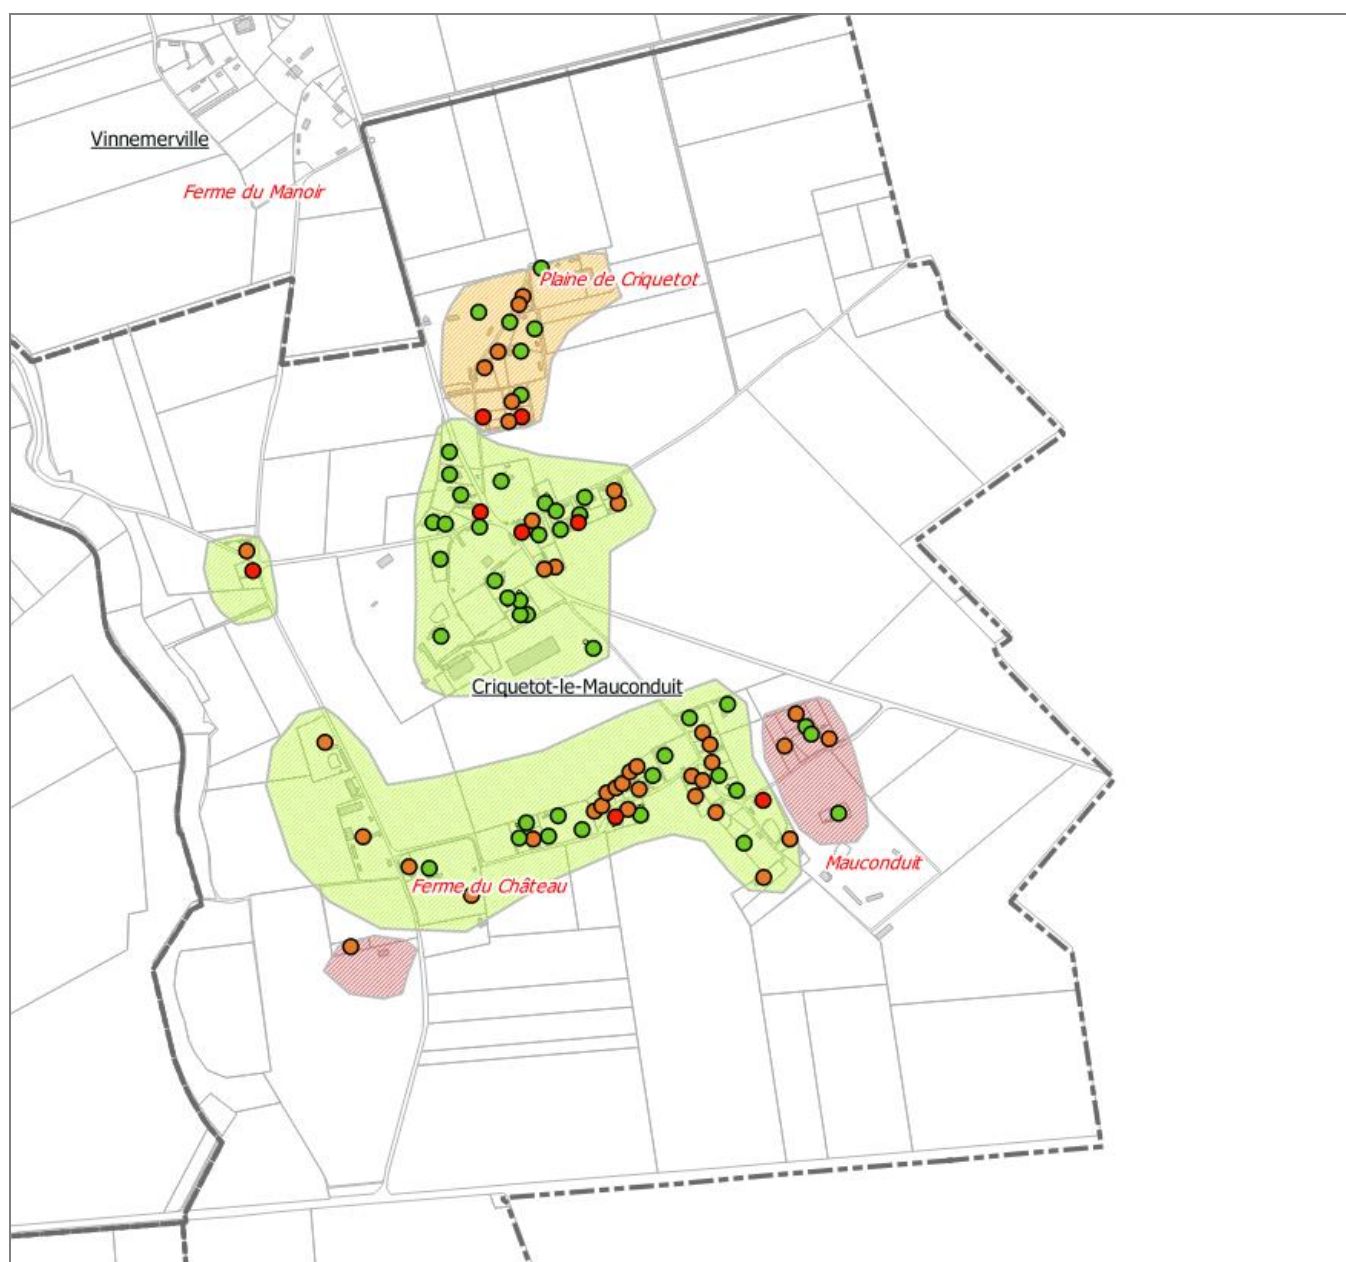 Vinnemerville
Ferme du Manoir
Plaine de Criquetot
Criquetot-le-Mauconduit
Mauconduit
Ferme du Château